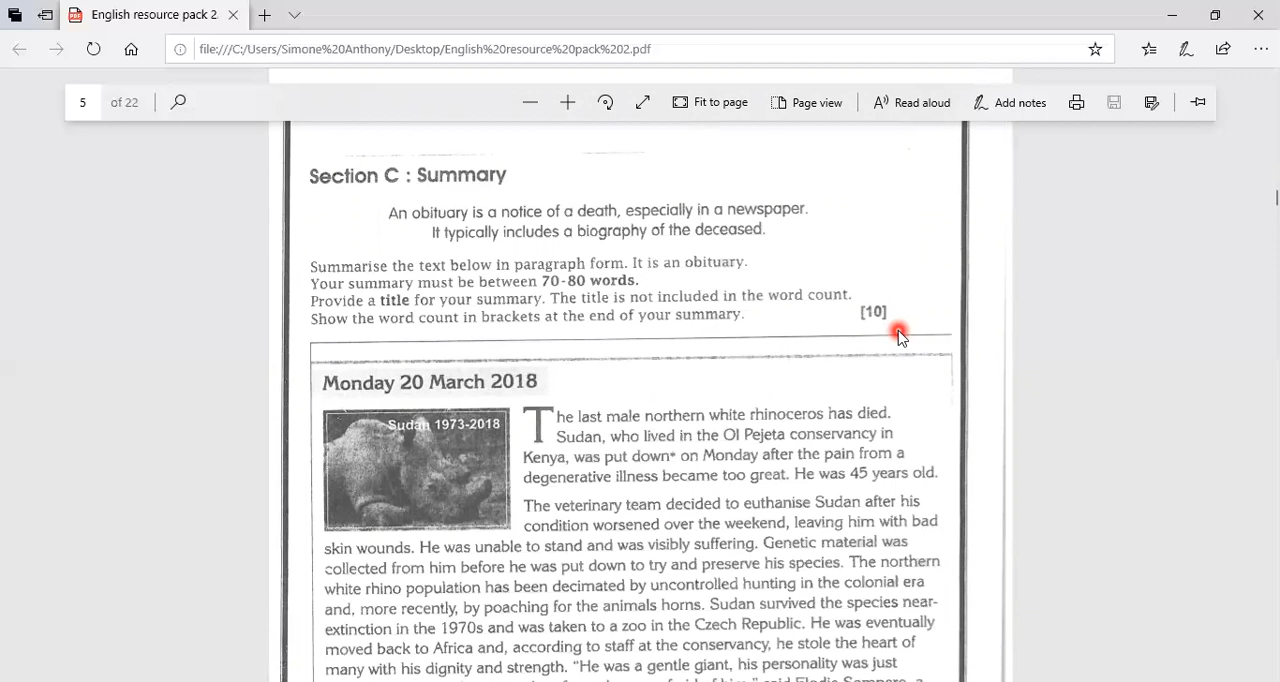 English resource pack 2.
file:///C:/Users/Simone%20Anthony/Desktop/English%20resource%20pack%202.pdf
5 of 22
Fit to page
Page view
Read aloud
Add notes
Section C : Summary
An obituary is a notice of a death, especially in a newspaper.
It typically includes a biography of the deceased.
Summarise the text below in paragraph form. It is an obituary.
Your summary must be between 70-80 words.
Provide a title for your summary. The title is not included in the word count.
Show the word count in brackets at the end of your summary.
[10]
Monday 20 March 2018
Sudan 1973-2018
The last male northern white rhinoceros has died.
Sudan, who lived in the Ol Pejeta conservancy in
Kenya, was put down* on Monday after the pain from a
degenerative illness became too great. He was 45 years old.
The veterinary team decided to euthanise Sudan after his
condition worsened over the weekend, leaving him with bad
skin wounds. He was unable to stand and was visibly suffering. Genetic material was
collected from him before he was put down to try and preserve his species. The northern
white rhino population has been decimated by uncontrolled hunting in the colonial era
and, more recently, by poaching for the animals horns. Sudan survived the species near-
extinction in the 1970s and was taken to a zoo in the Czech Republic. He was eventually
moved back to Africa and, according to staff at the conservancy, he stole the heart of
many with his dignity and strength. "He was a gentle giant, his personality was just